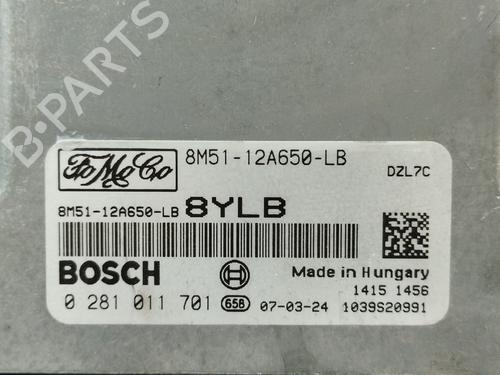 B-PARTS
FoMoCo 8M51-12A650-LB
DZL7C
8M51-12A650-LB 8YLB
BOSCH
Made in Hungary
1415 1456
0 281 011 701 658 07-03-24 1039S20991